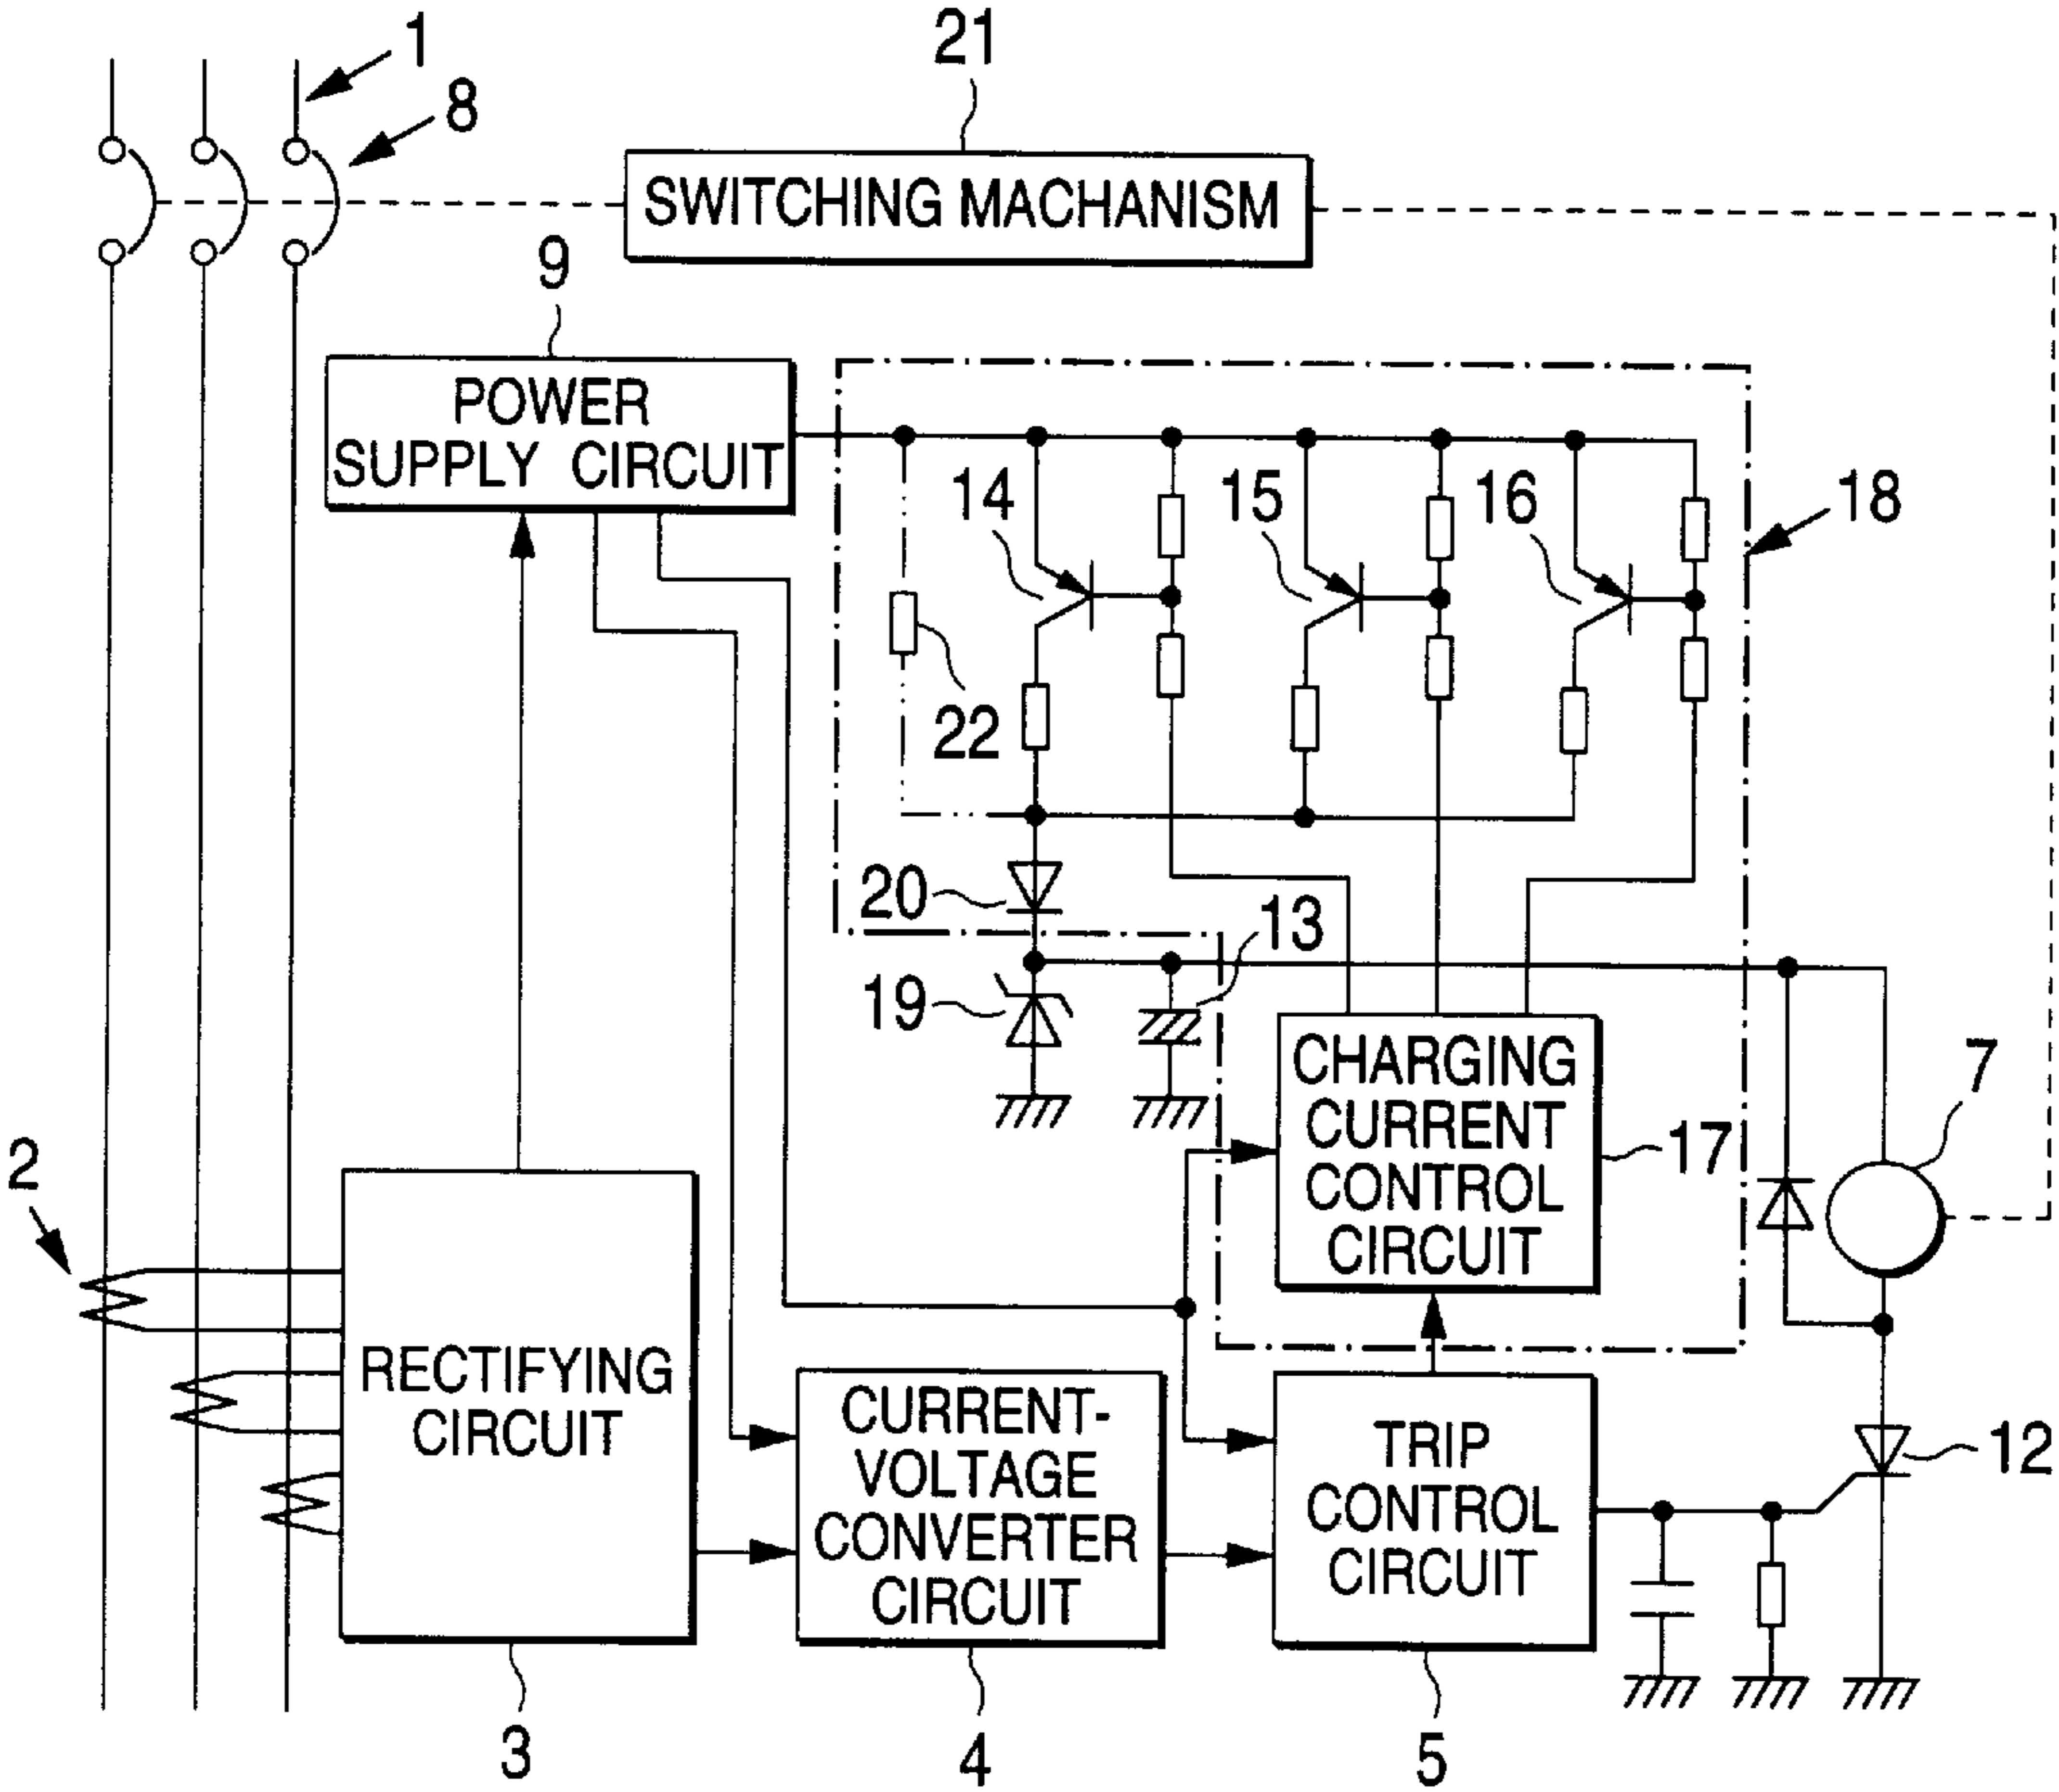 1
8
21
SWITCHING MACHANISM
9
POWER
SUPPLY CIRCUIT
14
15
16
18
22
20
13
19
CHARGING
CURRENT
CONTROL
CIRCUIT
17
7
2
RECTIFYING
CIRCUIT
CURRENT-
VOLTAGE
CONVERTER
CIRCUIT
TRIP
CONTROL
CIRCUIT
12
3
4
5